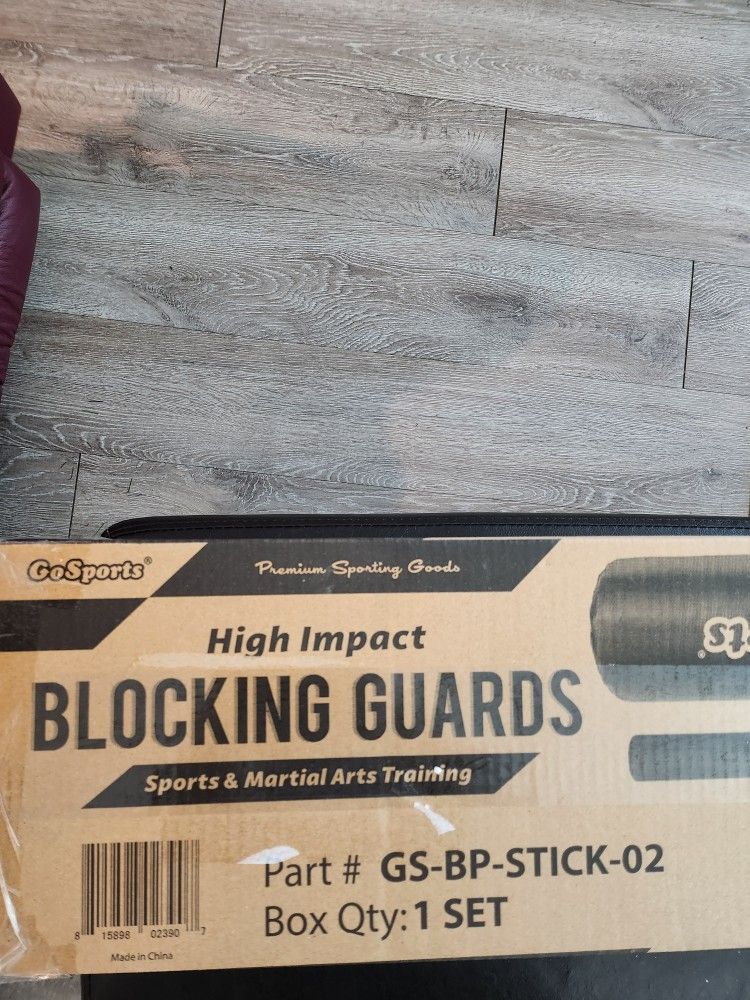 GoSports®
Premium Sporting Goods
High Impact
BLOCKING GUARDS
Sports & Martial Arts Training
Part # GS-BP-STICK-02
Box Qty: 1 SET
8 15898 02390 7
Made in China